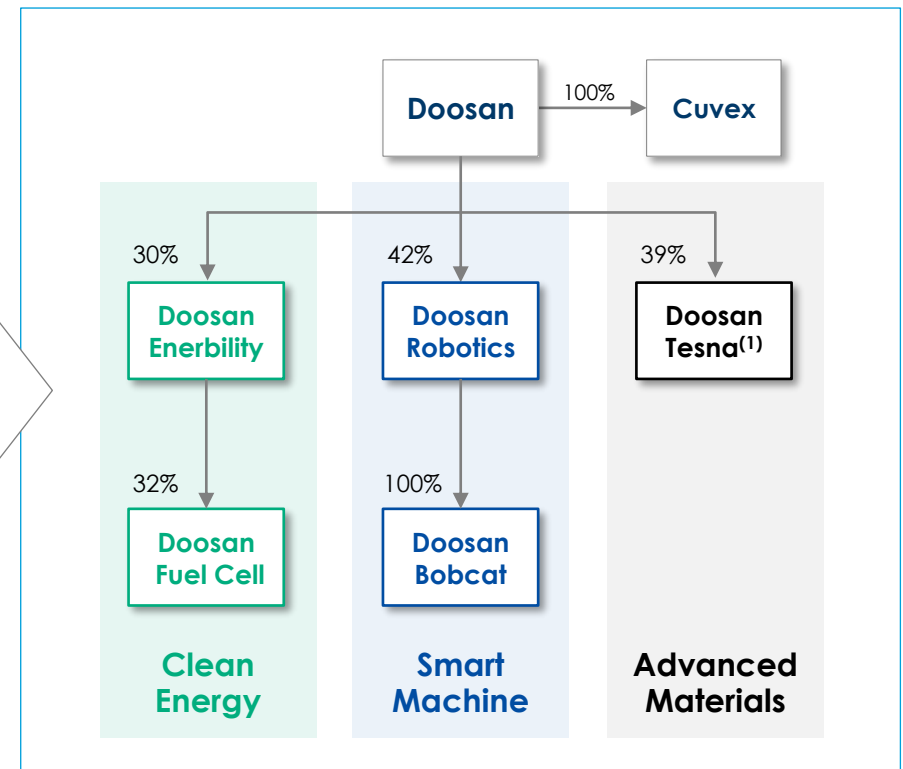 Doosan
100%
Cuvex
30%
42%
39%
Doosan
Enerbility
Doosan
Robotics
Doosan
Tesna(1)
32%
100%
Doosan
Fuel Cell
Doosan
Bobcat
Clean
Energy
Smart
Machine
Advanced
Materials